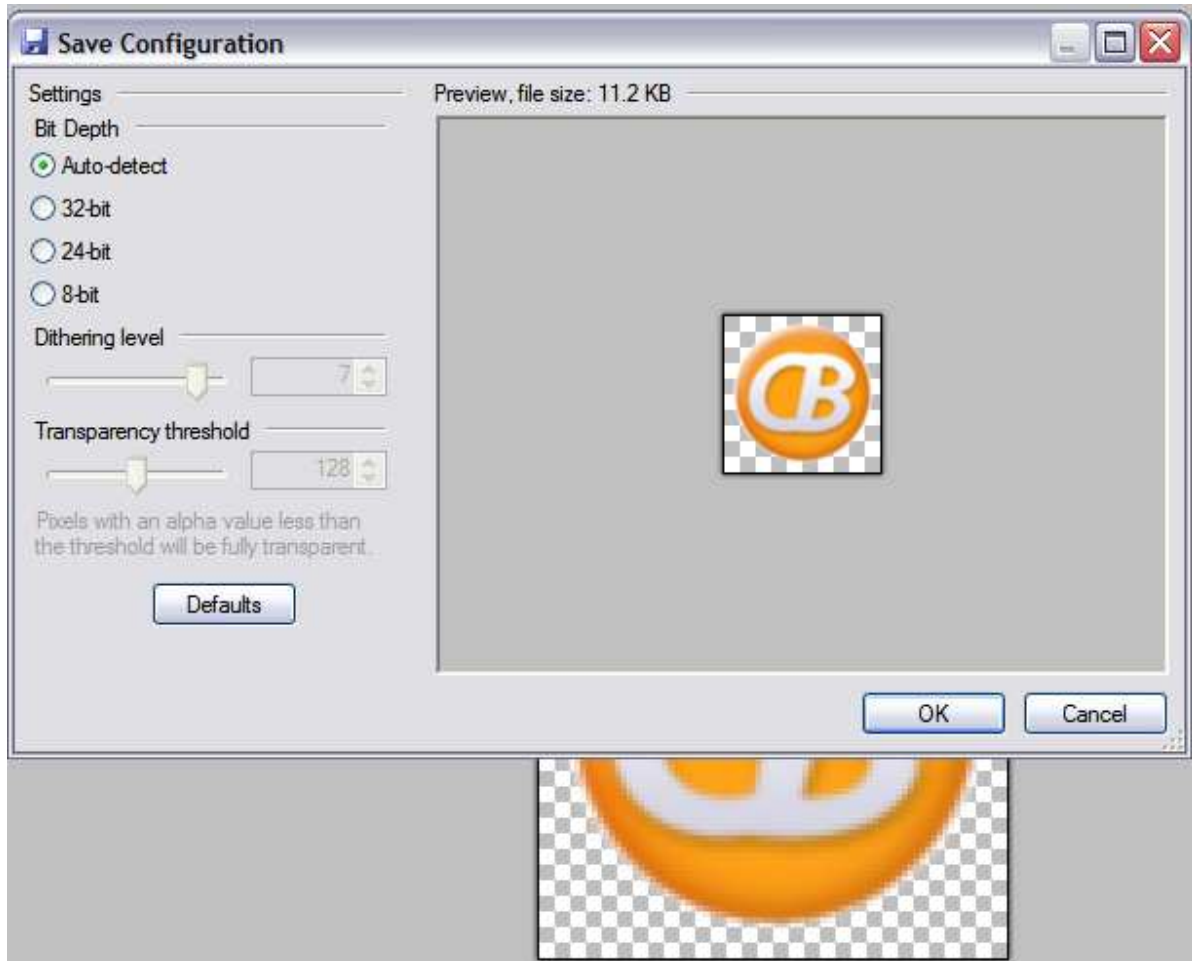 Save Configuration
Settings
Preview, file size: 11.2 KB
Bit Depth
Auto-detect
32-bit
24-bit
8-bit
Dithering level
7
Transparency threshold
128
Pixels with an alpha value less than
the threshold will be fully transparent.
Defaults
CB
OK
Cancel